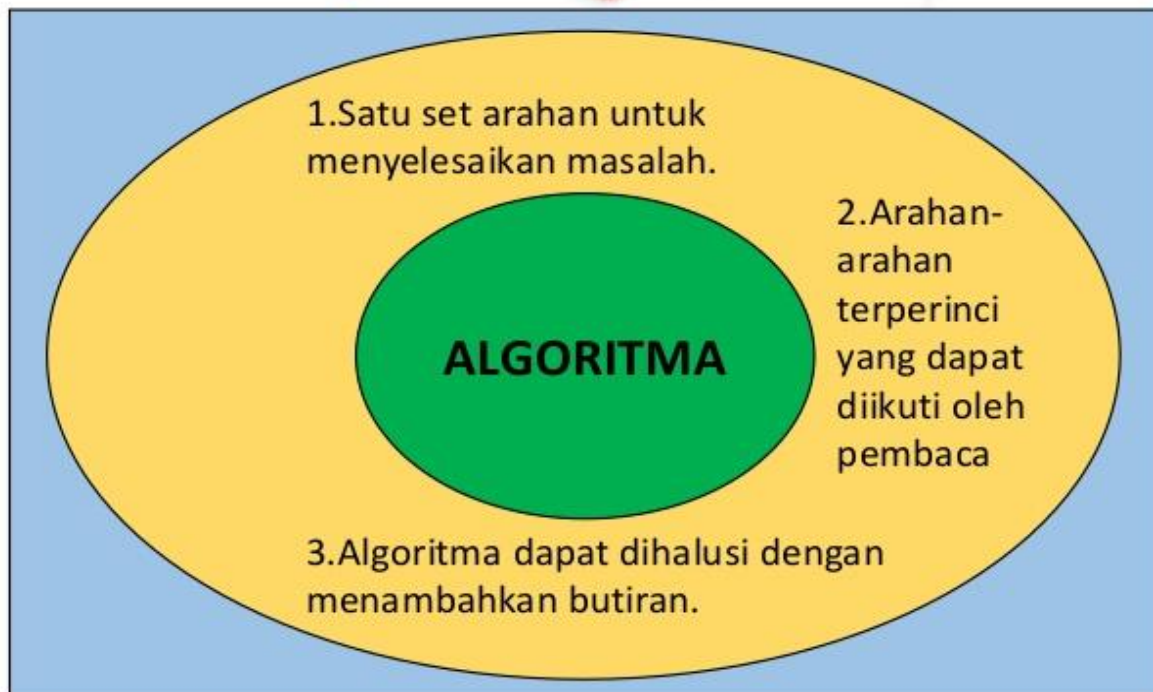 1.Satu set arahan untuk
menyelesaikan masalah.
2.Arahan-
arahan
terperinci
yang dapat
diikuti oleh
pembaca
ALGORITMA
3.Algoritma dapat dihalusi dengan
menambahkan butiran.